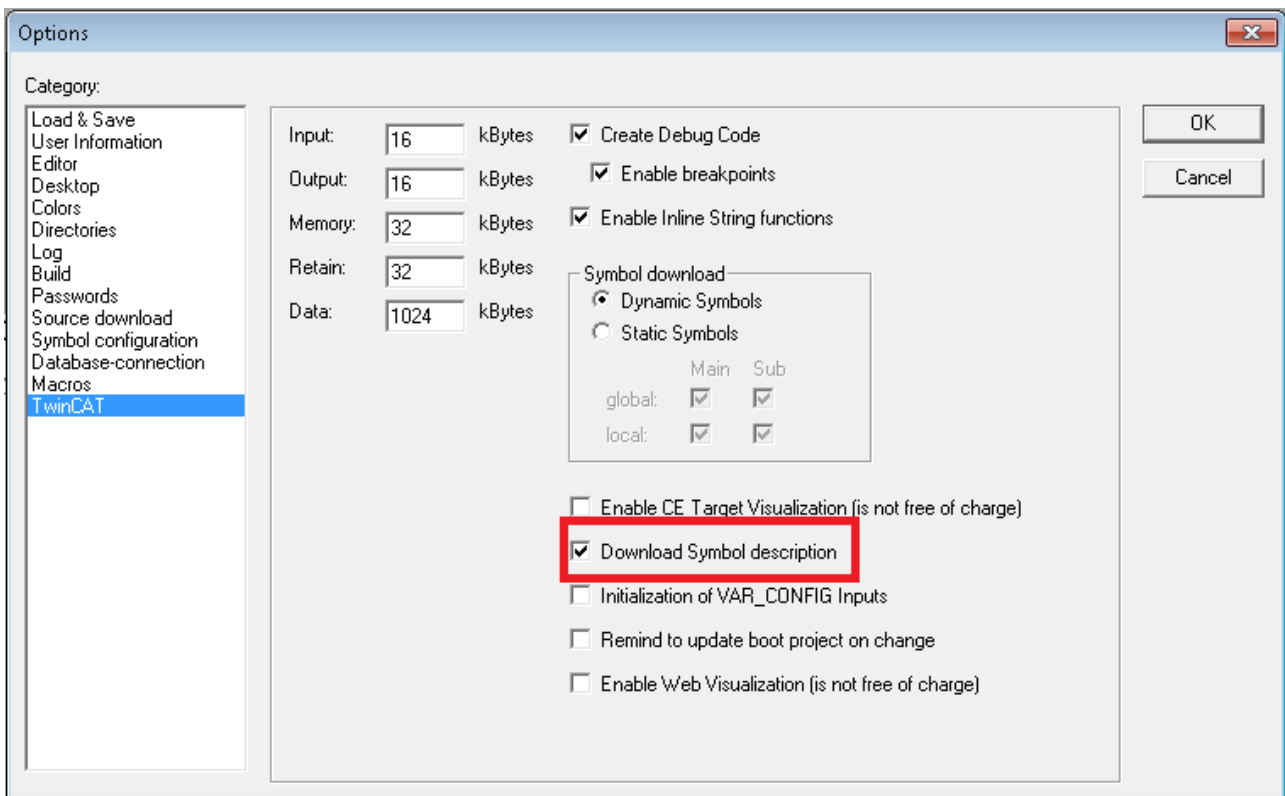 Options
Category:
Load & Save
User Information
Editor
Desktop
Colors
Directories
Log
Build
Passwords
Source download
Symbol configuration
Database-connection
Macros
TwinCAT
Input: 16 kBytes
Output: 16 kBytes
Memory: 32 kBytes
Retain: 32 kBytes
Data: 1024 kBytes
Create Debug Code
Enable breakpoints
Enable Inline String functions
Symbol download
Dynamic Symbols
Static Symbols
Main Sub
global:
local:
Enable CE Target Visualization (is not free of charge)
Download Symbol description
Initialization of VAR_CONFIG Inputs
Remind to update boot project on change
Enable Web Visualization (is not free of charge)
OK
Cancel